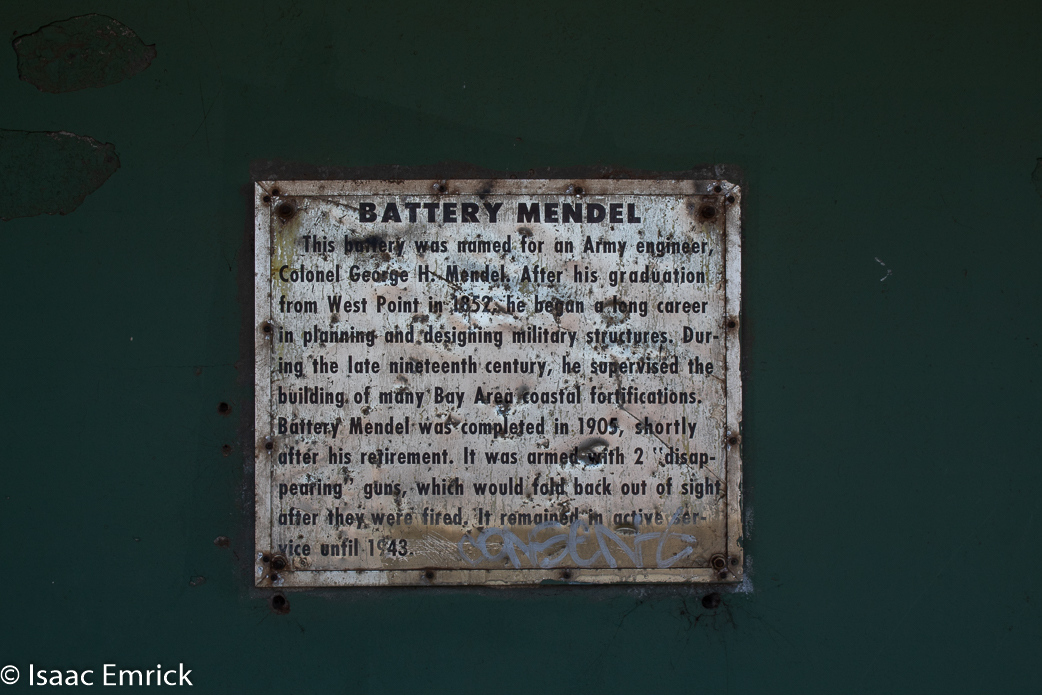 BATTERY MENDEL
This battery was named for an Army engineer,
Colonel George H. Mendel. After his graduation
from West Point in 1852, he began a long career
in planning and designing military structures. Dur-
ing the late nineteenth century, he supervised the
building of many Bay Area coastal fortifications.
Battery Mendel was completed in 1905, shortly
after his retirement. It was armed with 2 "disap-
pearing" guns, which would fold back out of sight
after they were fired. It remained in active ser-
vice until 1943.
© Isaac Emrick